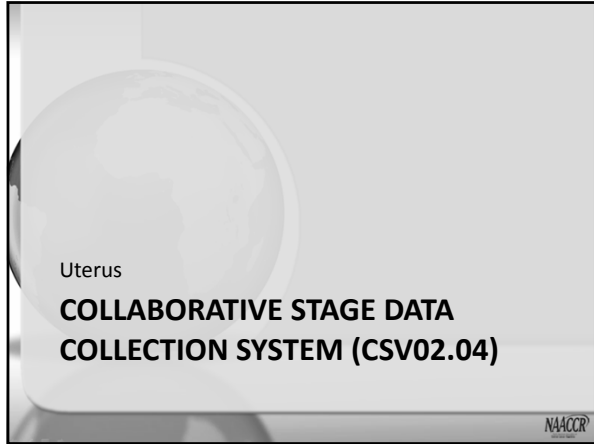 Uterus
COLLABORATIVE STAGE DATA
COLLECTION SYSTEM (CSV02.04)
NAACCR